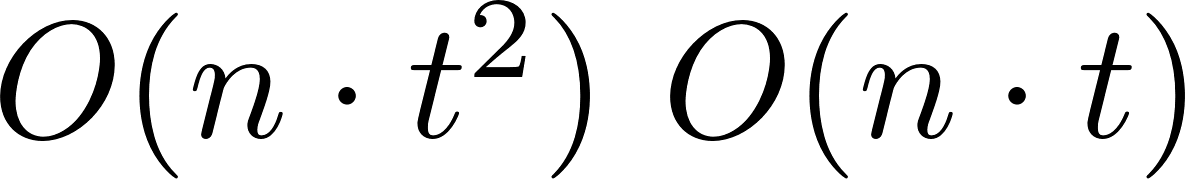 O(n · t²) O(n · t)